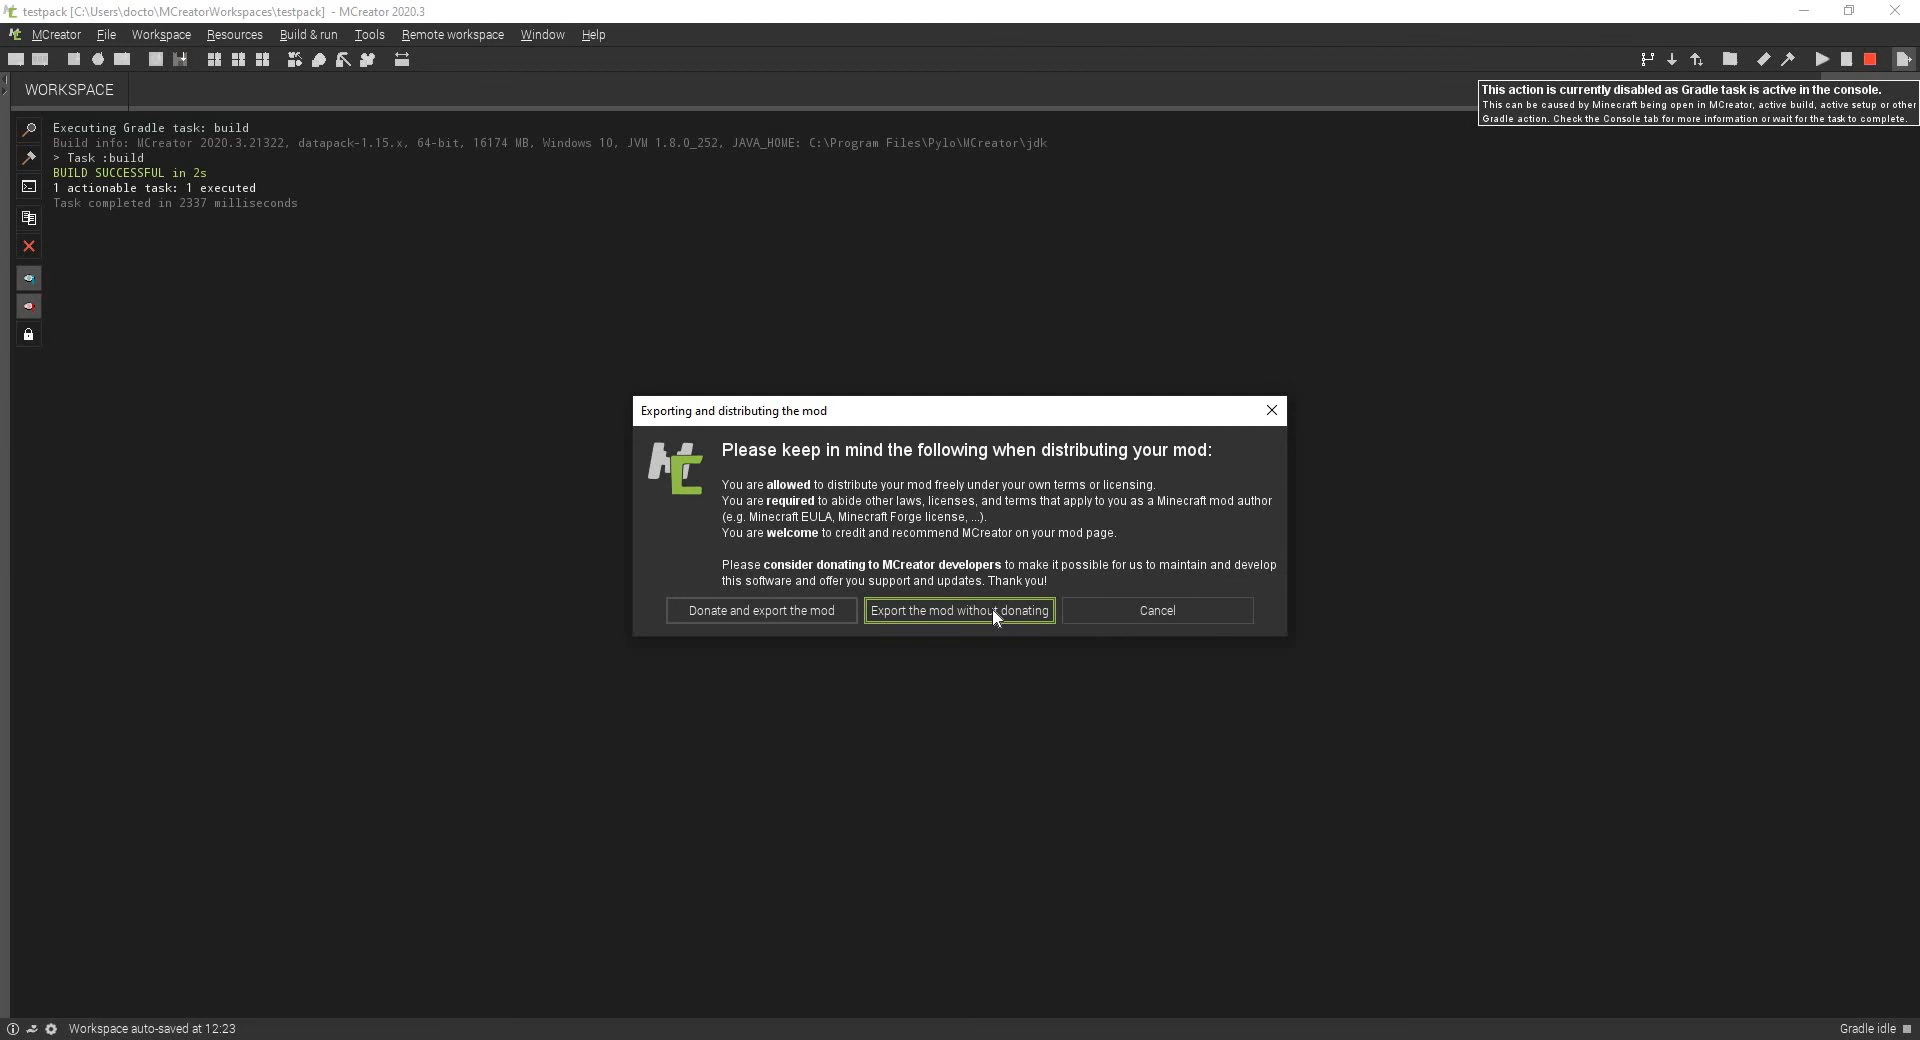 testpack [C:\Users\docto\MCreatorWorkspaces\testpack] - MCreator 2020.3
MCreator File Workspace Resources Build & run Tools Remote workspace Window Help
WORKSPACE
This action is currently disabled as Gradle task is active in the console.
This can be caused by Minecraft being open in MCreator, active build, active setup or other
Gradle action. Check the Console tab for more information or wait for the task to complete.
Executing Gradle task: build
Build info: MCreator 2020.3.21322, datapack-1.15.x, 64-bit, 16174 MB, Windows 10, JVM 1.8.0_252, JAVA_HOME: C:\Program Files\Pylo\MCreator\jdk
> Task :build
BUILD SUCCESSFUL in 2s
1 actionable task: 1 executed
Task completed in 2337 milliseconds
Exporting and distributing the mod
Please keep in mind the following when distributing your mod:
You are allowed to distribute your mod freely under your own terms or licensing.
You are required to abide other laws, licenses, and terms that apply to you as a Minecraft mod author
(e.g. Minecraft EULA, Minecraft Forge license, ...).
You are welcome to credit and recommend MCreator on your mod page.
Please consider donating to MCreator developers to make it possible for us to maintain and develop
this software and offer you support and updates. Thank you!
Donate and export the mod Export the mod without donating Cancel
Workspace auto-saved at 12:23 Gradle idle